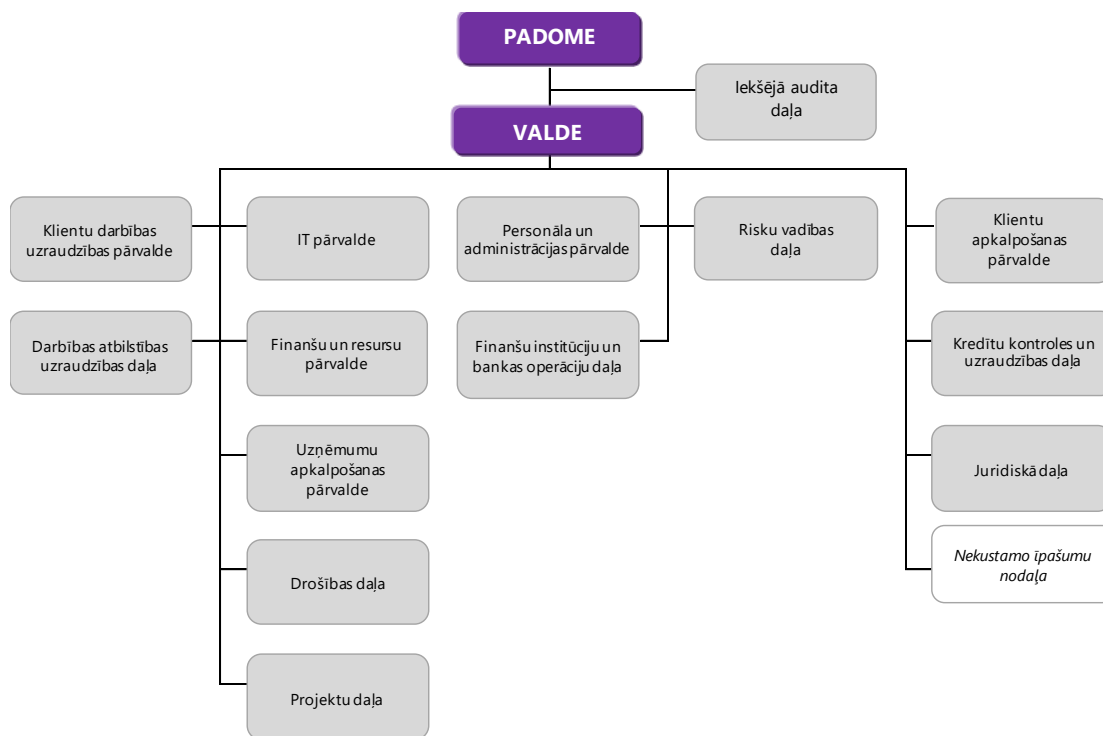 PADOME
Iekšējā audita
daļa
VALDE
Klientu darbības
uzraudzības pārvalde
IT pārvalde
Personāla un
administrācijas pārvalde
Risku vadības
daļa
Klientu
apkalpošanas
pārvalde
Darbības atbilstības
uzraudzības daļa
Finanšu un resursu
pārvalde
Finanšu institūciju un
bankas operāciju daļa
Kredītu kontroles un
uzraudzības daļa
Uzņēmumu
apkalpošanas
pārvalde
Juridiskā daļa
Drošības daļa
Nekustamo īpašumu
nodaļa
Projektu daļa